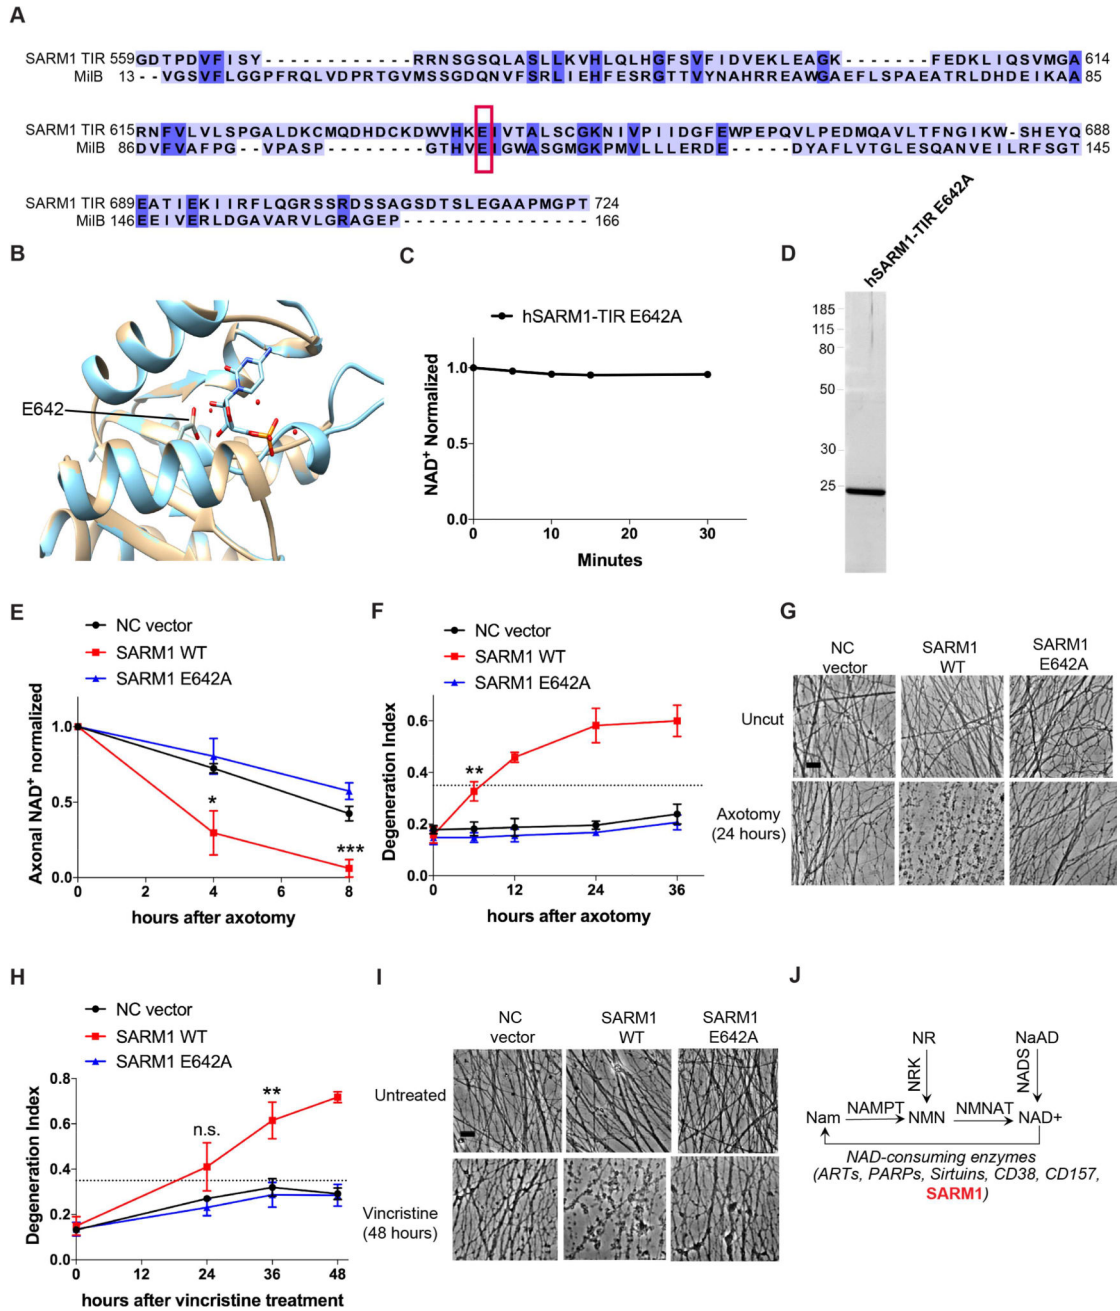 A
SARM1 TIR 559 GDTPDVFISY------------RRNSGSQLASLLKVHLQLHGFSVFIDVEKLEAGK-------FEDKLIQSVMGA 614
MilB 13 --VGSVFLGGPFRQLVDPRTGVMSSGDQNVFSRLIEHFESRGTTVYNAHRREAWGAEFLSPAEATRLDHDEIKAA 85
SARM1 TIR 615 RNFVLVLSPGALDKCMQDHDCKDWVHKEIVTALSCGKNIVPIIDGFEWPEPQVLPEDMQAVLTFNGIKW-SHEYQ 688
MilB 86 DVFVAFPG--VPASP--------GTHVEIGWASGMGKPMVLLLERDE-----DYAFLVTGLESQANVEILRFSGT 145
SARM1 TIR 689 EATIEKIIRFLQGRSSRDSSAGSDTSLEGAAPMGPT 724
MilB 146 EEIVERLDGAVARVLGRAGEP--------------- 166
B
E642
C
hSARM1-TIR E642A
NAD+ Normalized
1.0
0.5
0.0
0 10 20 30
Minutes
D
hSARM1-TIR E642A
185
115
80
50
30
25
E
NC vector
SARM1 WT
SARM1 E642A
Axonal NAD+ normalized
1.0
0.5
0.0
*
***
0 2 4 6 8
hours after axotomy
F
NC vector
SARM1 WT
SARM1 E642A
Degeneration Index
0.6
0.4
0.2
0.0
**
0 12 24 36
hours after axotomy
G
NC vector
SARM1 WT
SARM1 E642A
Uncut
Axotomy
(24 hours)
H
NC vector
SARM1 WT
SARM1 E642A
Degeneration Index
0.8
0.6
0.4
0.2
0.0
n.s.
**
0 12 24 36 48
hours after vincristine treatment
I
NC vector
SARM1 WT
SARM1 E642A
Untreated
Vincristine
(48 hours)
J
NR NaAD
NRK NADS
Nam NAMPT NMN NMNAT NAD+
NAD-consuming enzymes
(ARTs, PARPs, Sirtuins, CD38, CD157,
SARM1)